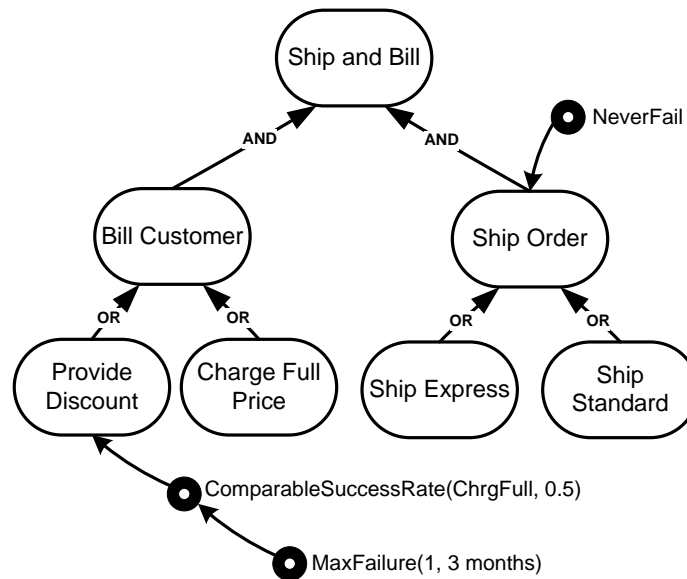 Ship and Bill
NeverFail
AND
AND
Bill Customer
Ship Order
OR
OR
OR
OR
Provide
Discount
Charge Full
Price
Ship Express
Ship
Standard
ComparableSuccessRate(ChrgFull, 0.5)
MaxFailure(1, 3 months)